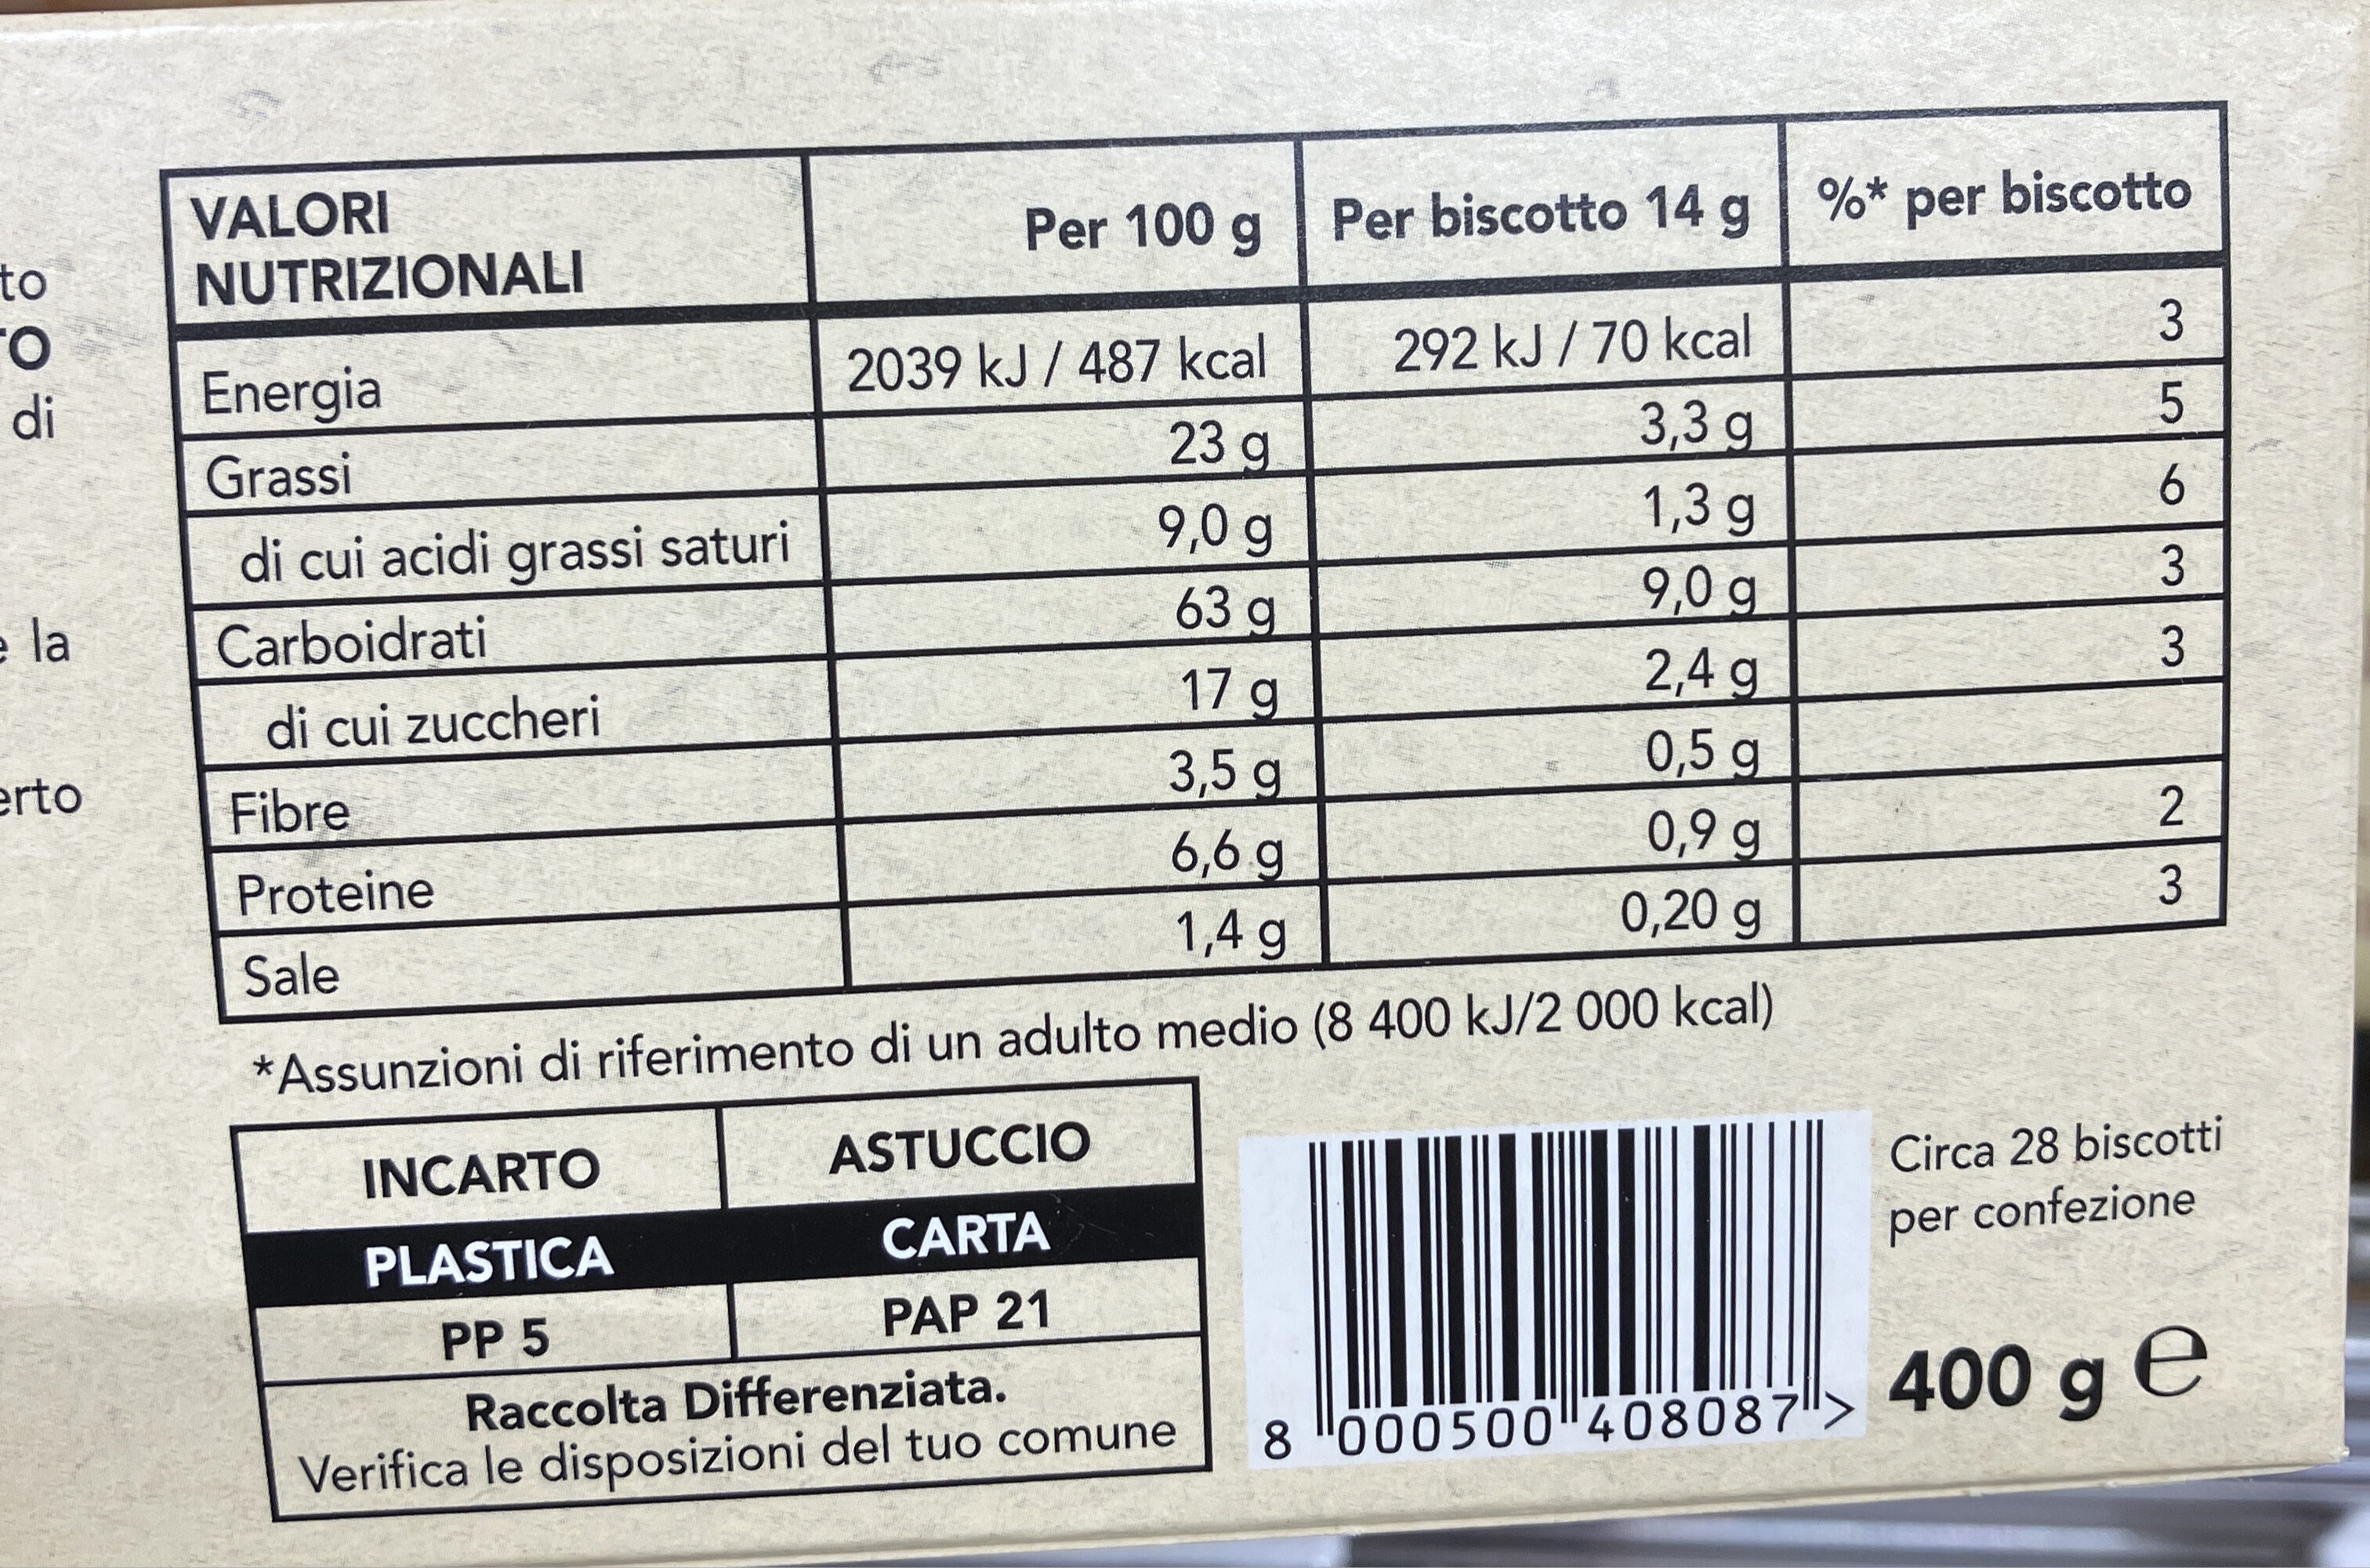 to
TO
di
e la
erto
VALORI
NUTRIZIONALI
Per 100 g
Per biscotto 14 g
%* per biscotto
Energia 2039 kJ / 487 kcal 292 kJ / 70 kcal 3
Grassi 23 g 3,3 g 5
di cui acidi grassi saturi 9,0 g 1,3 g 6
Carboidrati 63 g 9,0 g 3
di cui zuccheri 17 g 2,4 g 3
Fibre 3,5 g 0,5 g
Proteine 6,6 g 0,9 g 2
Sale 1,4 g 0,20 g 3
*Assunzioni di riferimento di un adulto medio (8 400 kJ/2 000 kcal)
INCARTO ASTUCCIO
PLASTICA CARTA
PP 5 PAP 21
Raccolta Differenziata.
Verifica le disposizioni del tuo comune
8 000500 408087 >
Circa 28 biscotti
per confezione
400 g e